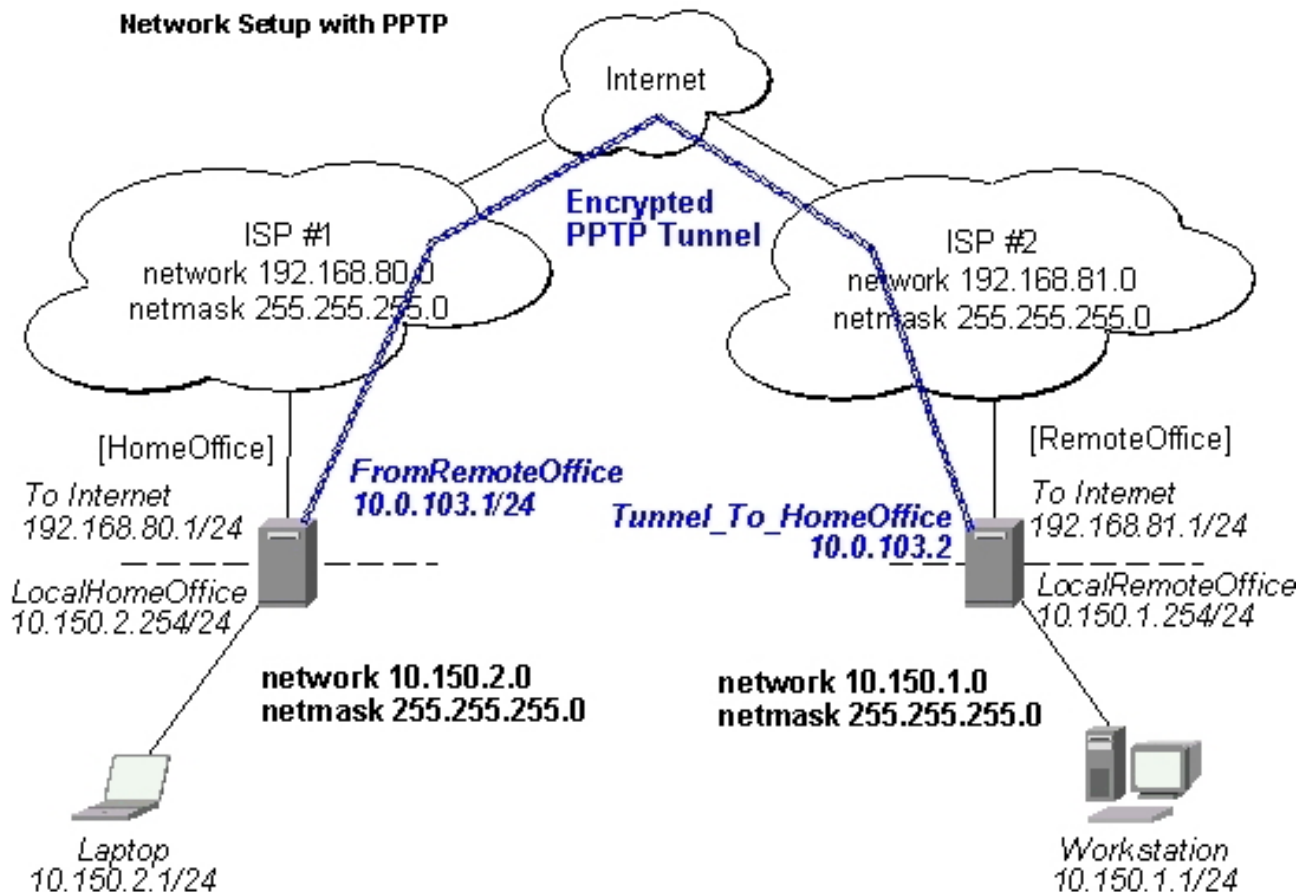 Network Setup with PPTP
Internet
Encrypted
PPTP Tunnel
ISP #1
network 192.168.80.0
netmask 255.255.255.0
ISP #2
network 192.168.81.0
netmask 255.255.255.0
[HomeOffice]
[RemoteOffice]
FromRemoteOffice
10.0.103.1/24
To Internet
192.168.80.1/24
Tunnel_To_HomeOffice
10.0.103.2
To Internet
192.168.81.1/24
LocalHomeOffice
10.150.2.254/24
LocalRemoteOffice
10.150.1.254/24
network 10.150.2.0
netmask 255.255.255.0
network 10.150.1.0
netmask 255.255.255.0
Laptop
10.150.2.1/24
Workstation
10.150.1.1/24